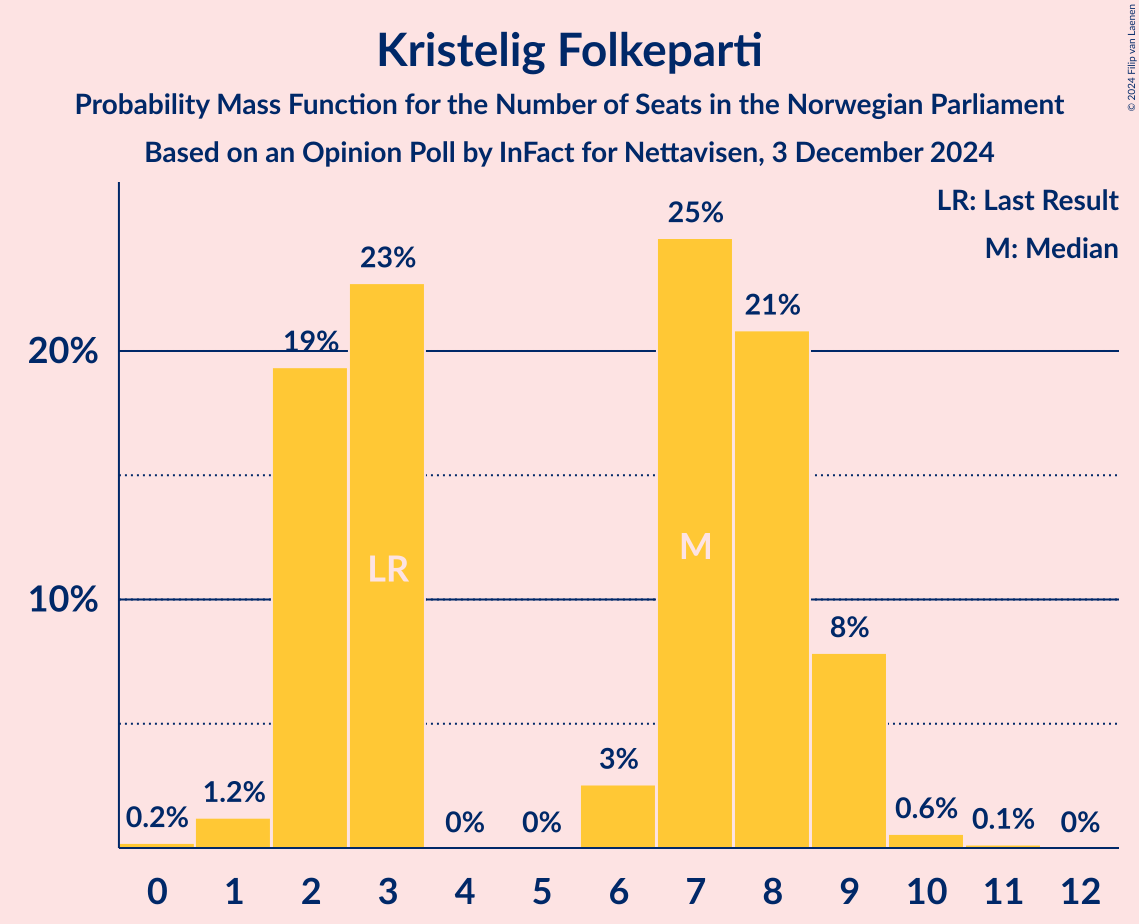 Kristelig Folkeparti
Probability Mass Function for the Number of Seats in the Norwegian Parliament
Based on an Opinion Poll by InFact for Nettavisen, 3 December 2024
© 2024 Filip van Laenen
LR: Last Result
M: Median
20%
10%
0.2%
1.2%
19%
23%
0%
0%
3%
25%
21%
8%
0.6%
0.1%
0%
LR
M
0 1 2 3 4 5 6 7 8 9 10 11 12